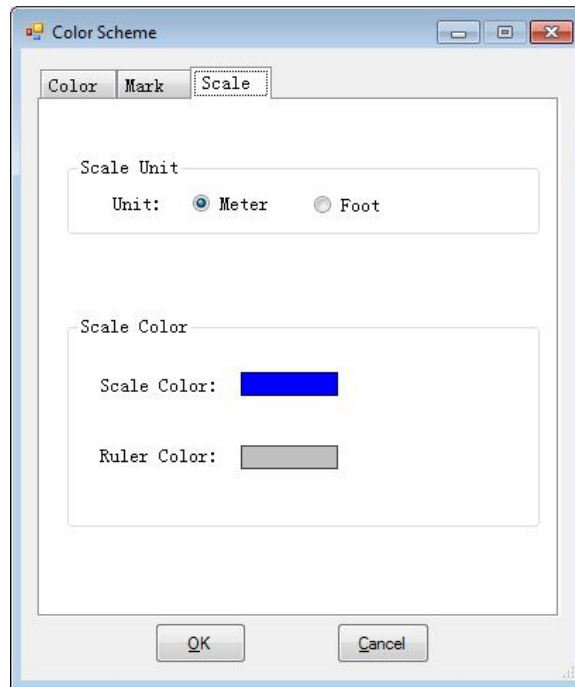 Color Scheme
Color Mark Scale
Scale Unit
Unit: Meter Foot
Scale Color
Scale Color:
Ruler Color:
OK Cancel